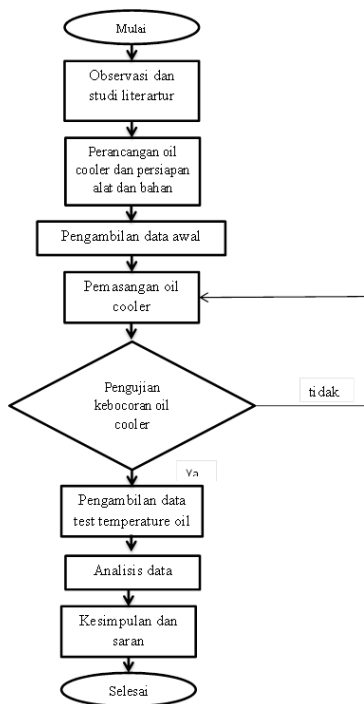 Mulai
Observasi dan
studi literartur
Perancangan oil
cooler dan persiapan
alat dan bahan
Pengambilan data awal
Pemasangan oil
cooler
Pengujian
kebocoran oil
cooler
tidak
Ya
Pengambilan data
test temperature oil
Analisis data
Kesimpulan dan
saran
Selesai